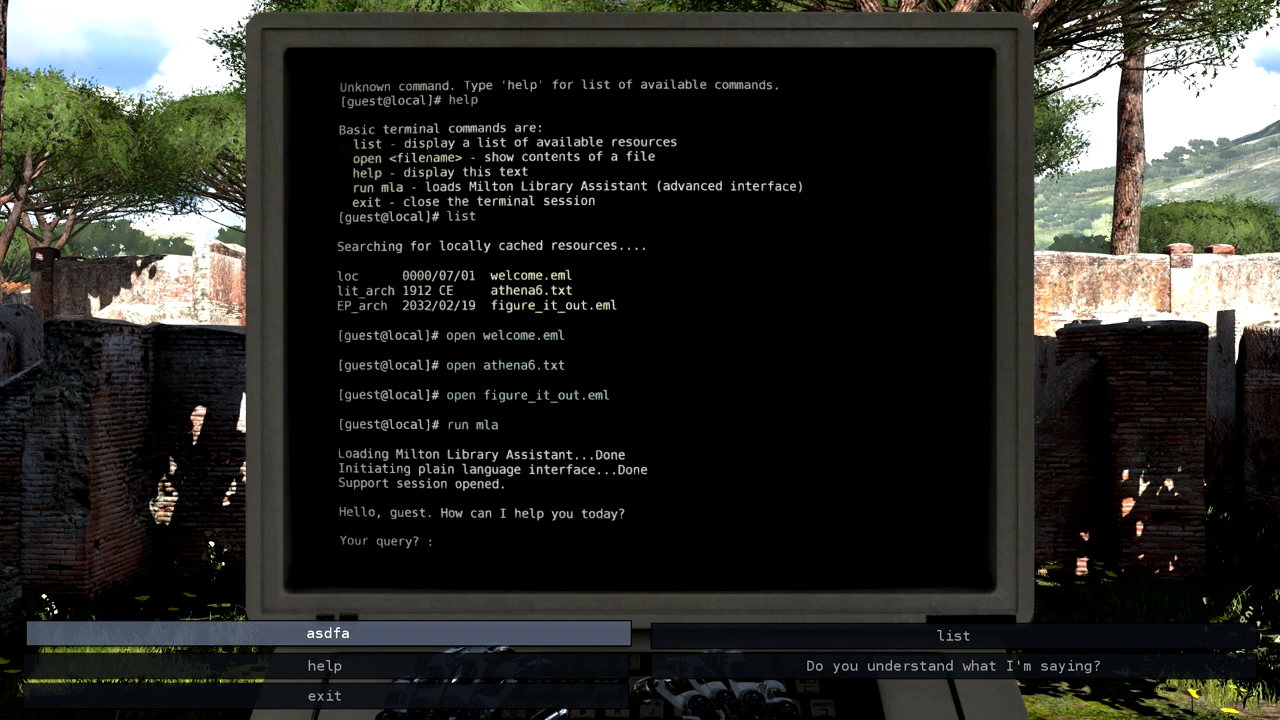 Unknown command. Type 'help' for list of available commands.
[guest@local]# help
Basic terminal commands are:
list - display a list of available resources
open <filename> - show contents of a file
help - display this text
run mla - loads Milton Library Assistant (advanced interface)
exit - close the terminal session
[guest@local]# list
Searching for locally cached resources....
loc 0000/07/01 welcome.eml
lit_arch 1912 CE athena6.txt
EP_arch 2032/02/19 figure_it_out.eml
[guest@local]# open welcome.eml
[guest@local]# open athena6.txt
[guest@local]# open figure_it_out.eml
[guest@local]# run mla
Loading Milton Library Assistant...Done
Initiating plain language interface...Done
Support session opened.
Hello, guest. How can I help you today?
Your query? :
asdfa
list
help
Do you understand what I'm saying?
exit